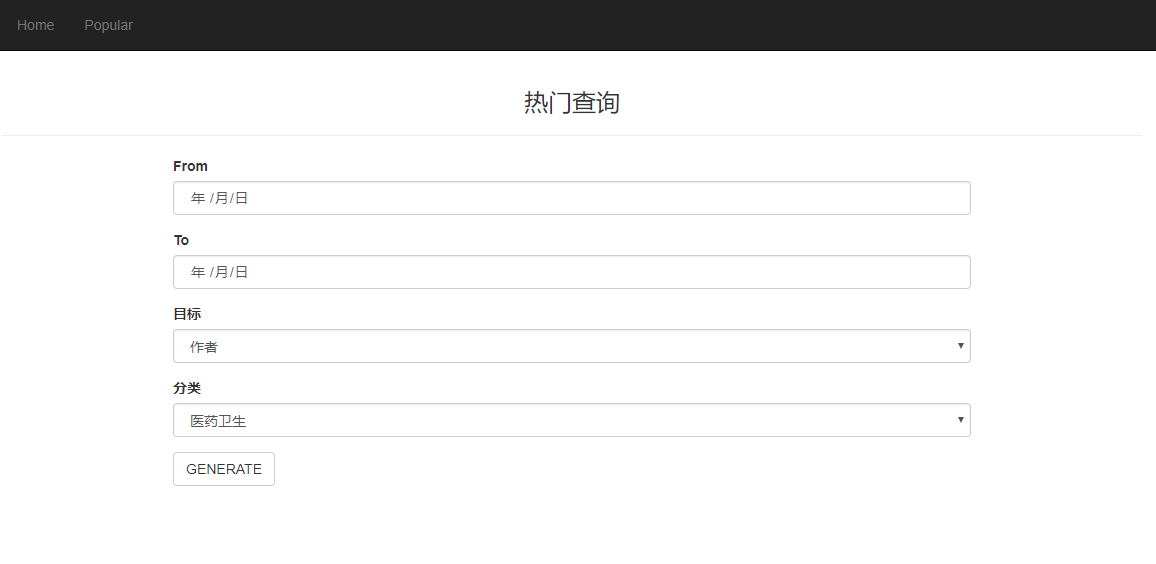 Home Popular
热门查询
From
年 /月/日
To
年 /月/日
目标
作者
分类
医药卫生
GENERATE